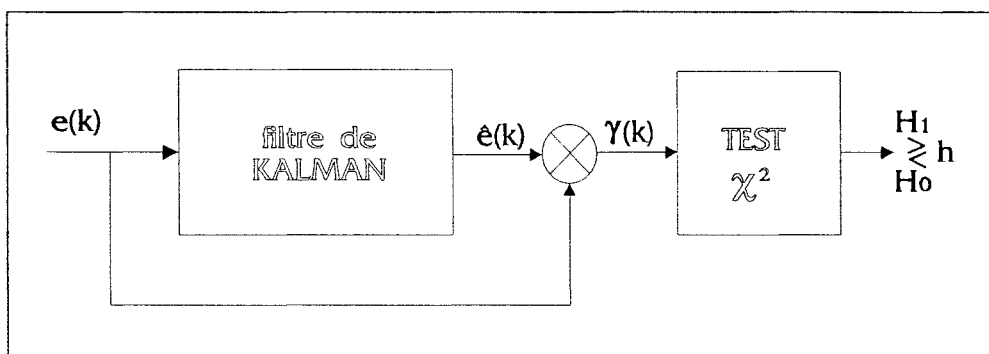 e(k)
filtre de
KALMAN
ê(k)
γ(k)
TEST
χ²
H1
≷ h
H0